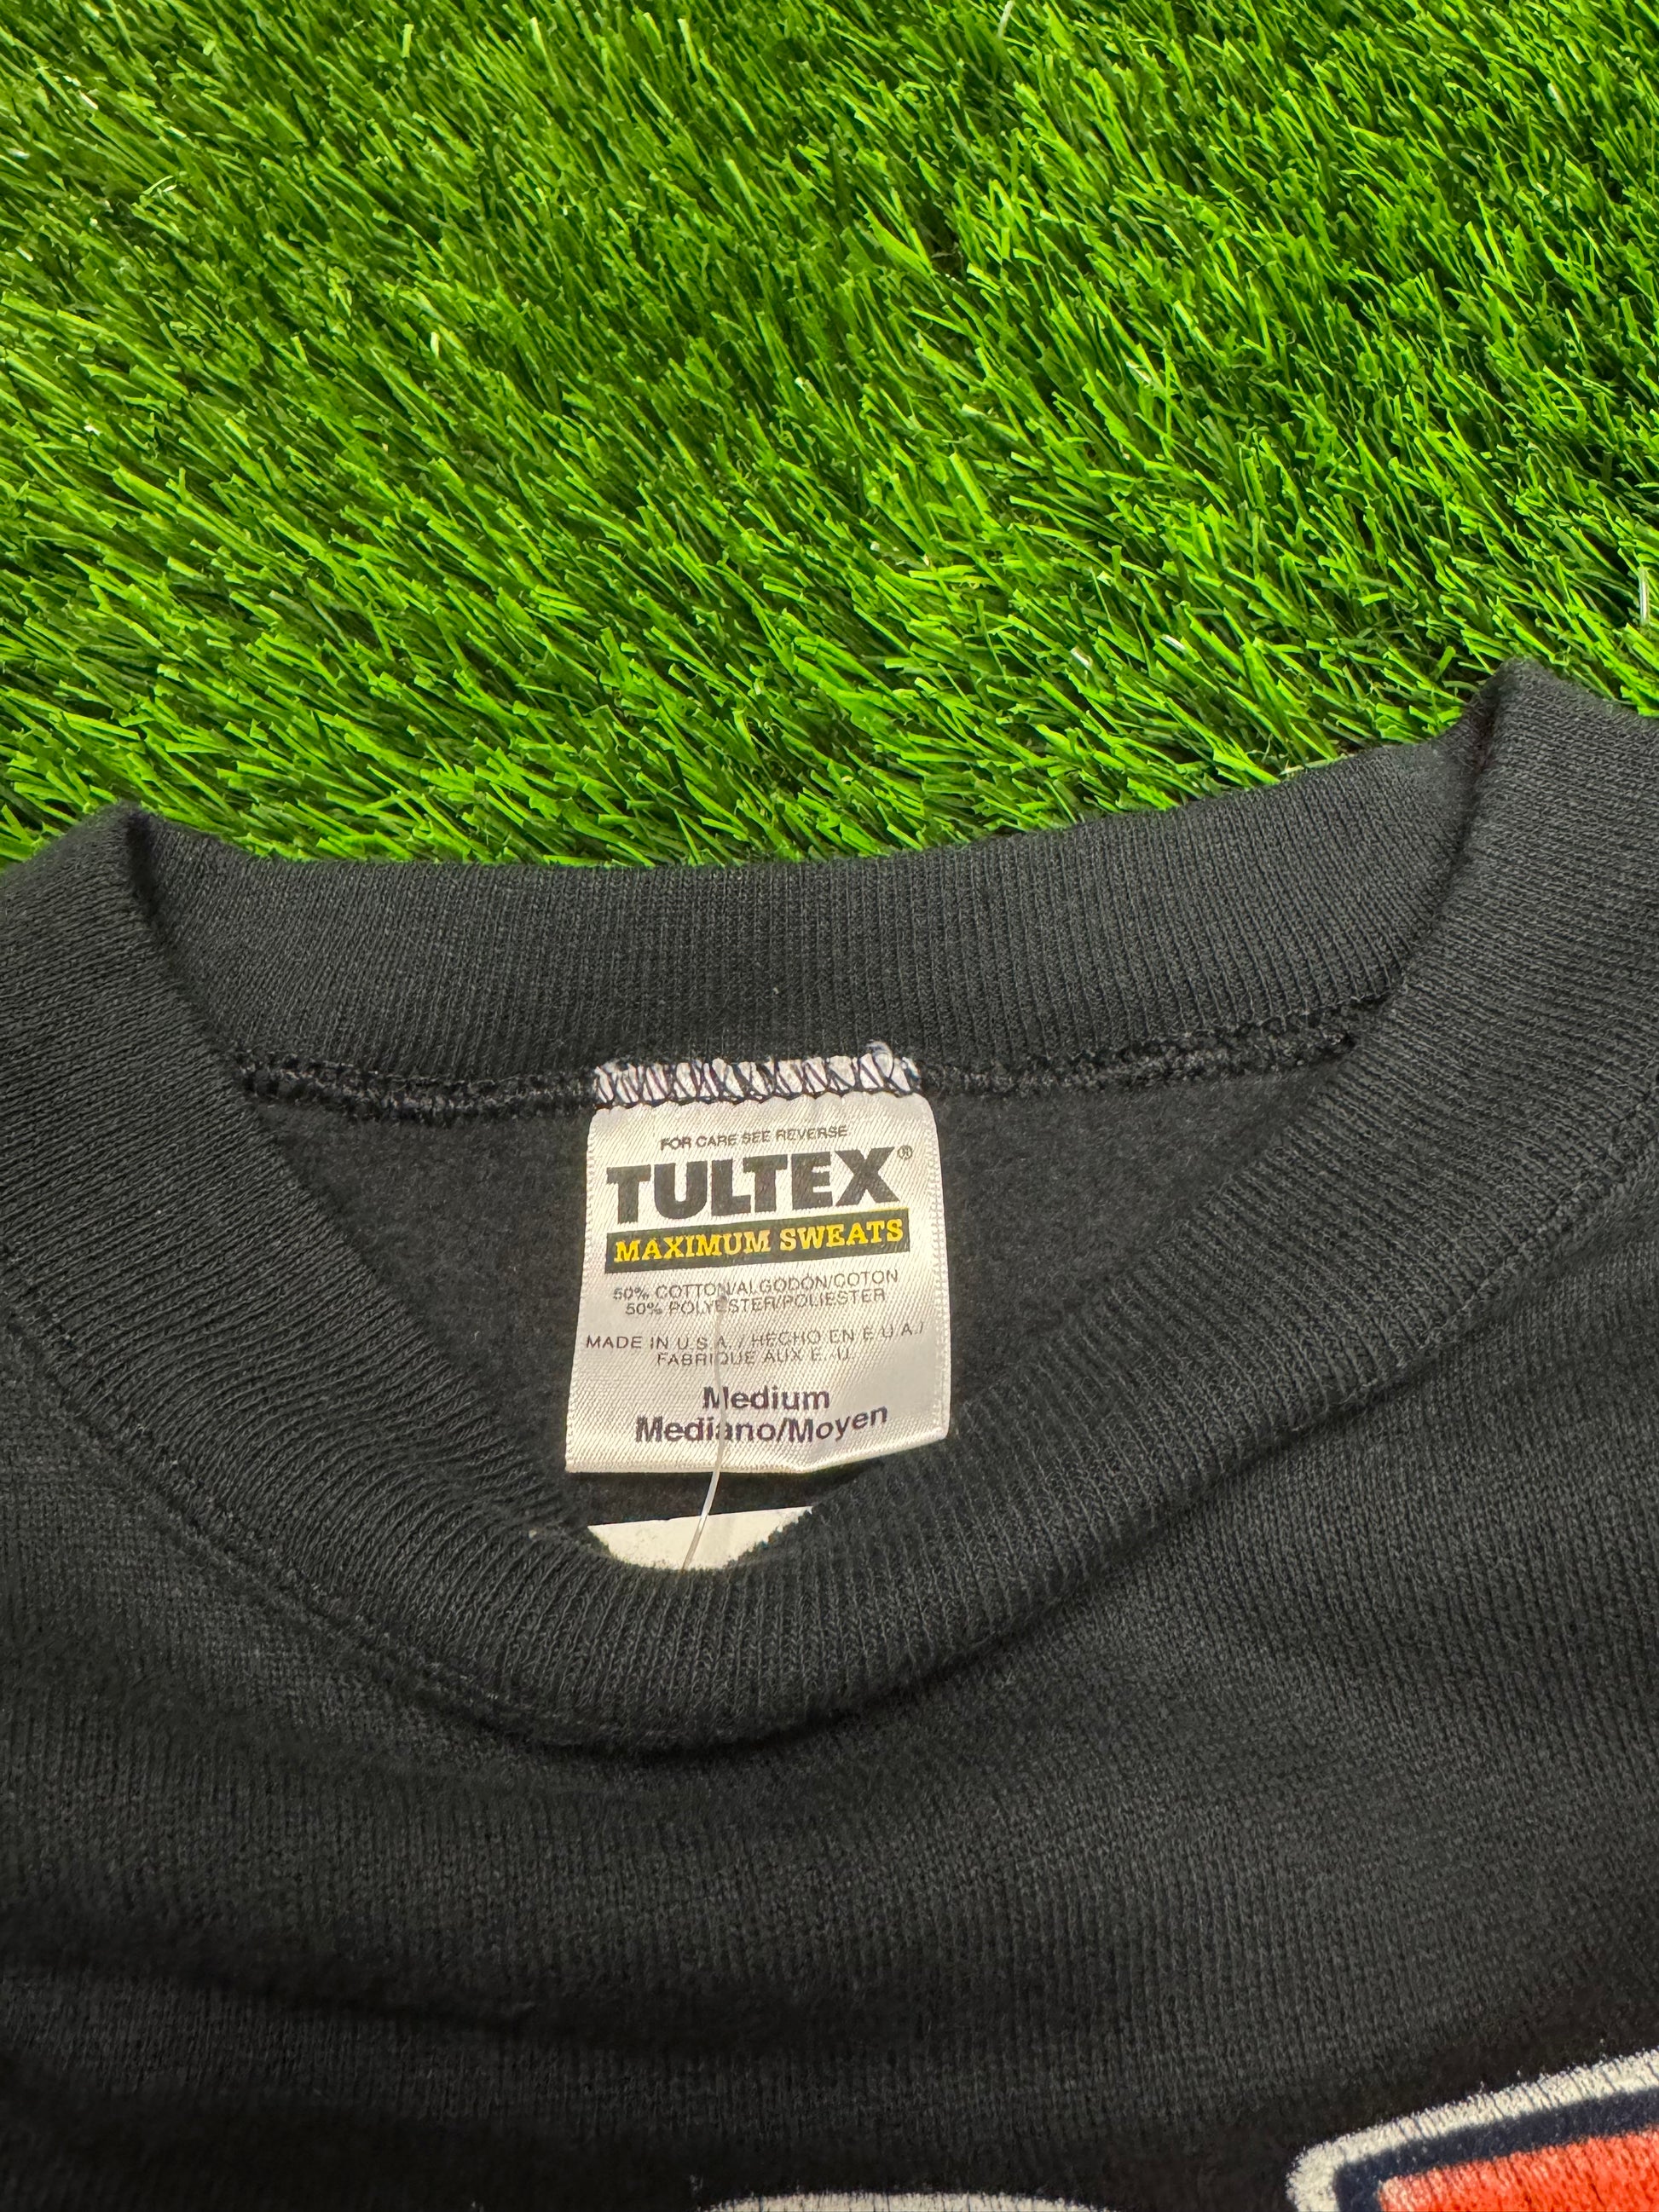 FOR CARE SEE REVERSE
TULTEX®
MAXIMUM SWEATS
50% COTTON/ALGODÓN/COTON
50% POLYESTER/POLIESTER
MADE IN U.S.A./HECHO EN E.U.A./
FABRIQUE AUX E.-U.
Medium
Mediano/Moyen